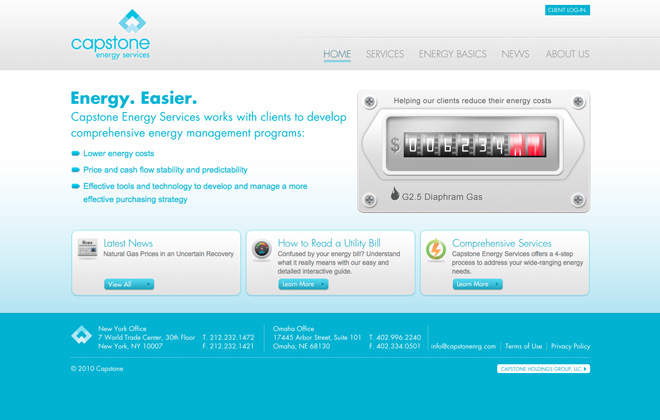 CLIENT LOG-IN
capstone
energy services
HOME SERVICES ENERGY BASICS NEWS ABOUT US
Energy. Easier.
Capstone Energy Services works with clients to develop
comprehensive energy management programs:
Lower energy costs
Price and cash flow stability and predictability
Effective tools and technology to develop and manage a more
effective purchasing strategy
Helping our clients reduce their energy costs
$ 0 0 6 2 3 4
G2.5 Diaphram Gas
Latest News
Natural Gas Prices in an Uncertain Recovery
View All
How to Read a Utility Bill
Confused by your energy bill? Understand
what it really means with our easy and
detailed interactive guide.
Learn More
Comprehensive Services
Capstone Energy Services offers a 4-step
process to address your wide-ranging energy
needs.
Learn More
New York Office
7 World Trade Center, 30th Floor T. 212.232.1472
New York, NY 10007 F. 212.232.1421
Omaha Office
17445 Arbor Street, Suite 101 T. 402.996.2240
Omaha, NE 68130 F. 402.334.0501
info@capstonenrg.com Terms of Use Privacy Policy
© 2010 Capstone
CAPSTONE HOLDINGS GROUP, LLC